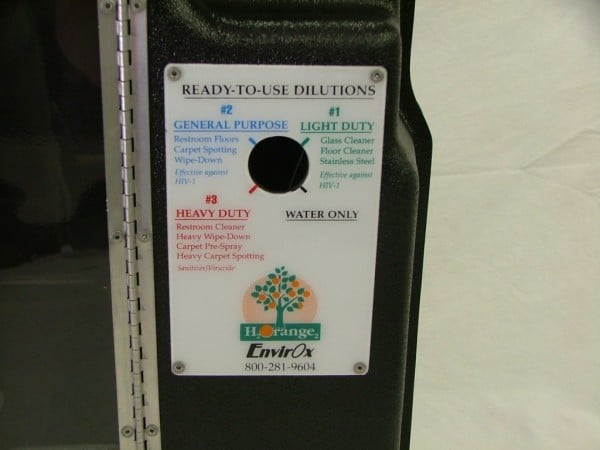 READY-TO-USE DILUTIONS
#2
GENERAL PURPOSE
Restroom Floors
Carpet Spotting
Wipe-Down
Effective against
HIV-1
#1
LIGHT DUTY
Glass Cleaner
Floor Cleaner
Stainless Steel
Effective against
HIV-1
#3
HEAVY DUTY
Restroom Cleaner
Heavy Wipe-Down
Carpet Pre-Spray
Heavy Carpet Spotting
Sanitizer/Virucide
WATER ONLY
H2Orange2
EnvirOx
800-281-9604